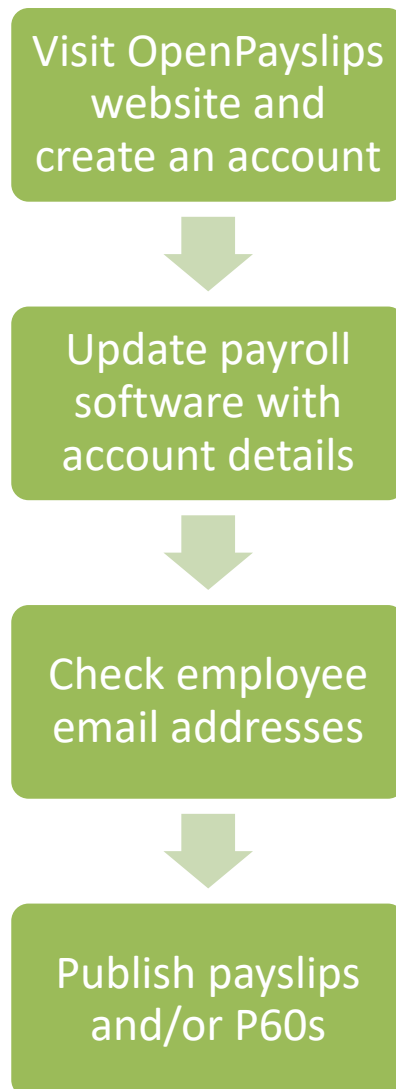 Visit OpenPayslips
website and
create an account
Update payroll
software with
account details
Check employee
email addresses
Publish payslips
and/or P60s